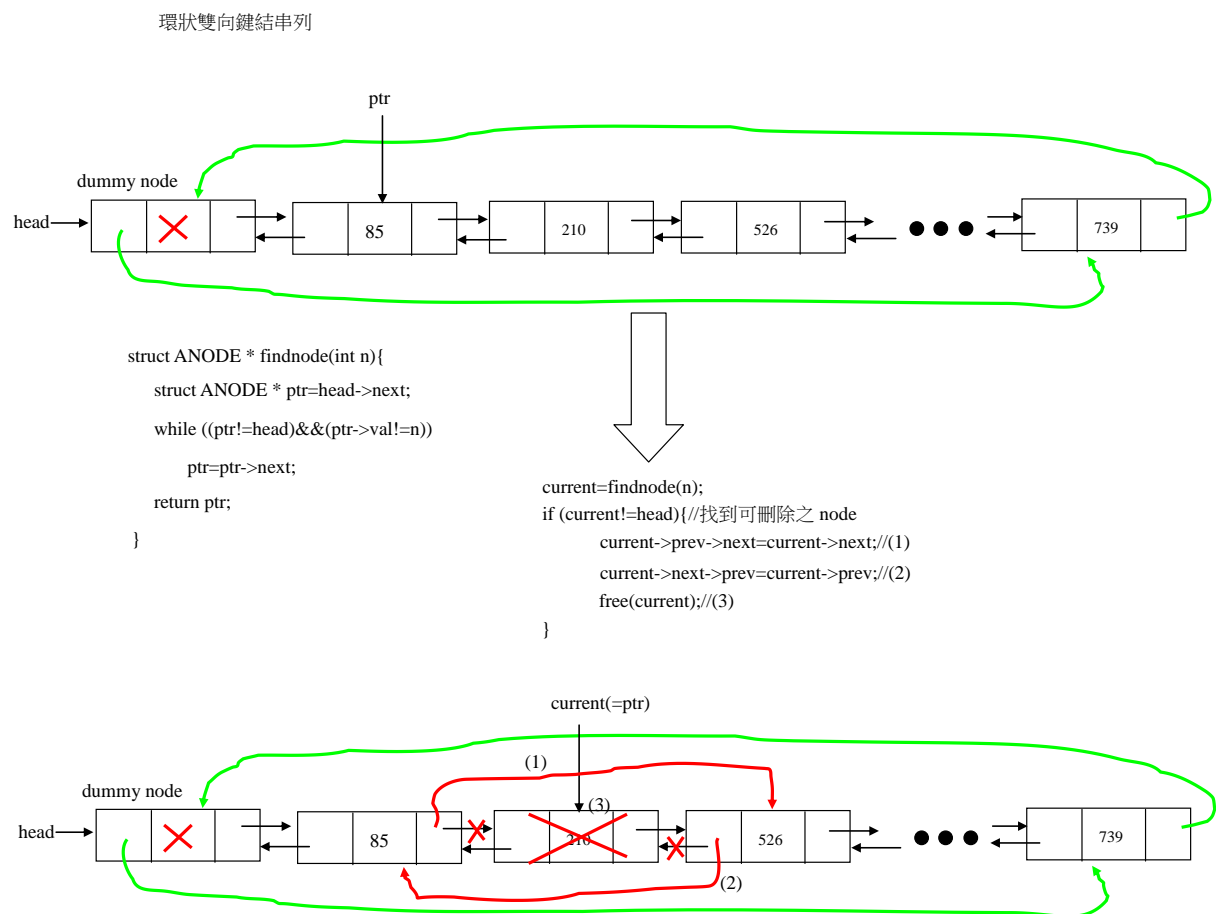 環狀雙向鍵結串列
ptr
dummy node
head
85
210
526
739
struct ANODE * findnode(int n){
struct ANODE * ptr=head->next;
while ((ptr!=head)&&(ptr->val!=n))
ptr=ptr->next;
return ptr;
}
current=findnode(n);
if (current!=head){//找到可刪除之 node
current->prev->next=current->next;//(1)
current->next->prev=current->prev;//(2)
free(current);//(3)
}
current(=ptr)
(1)
dummy node
(3)
head
85
210
526
739
(2)